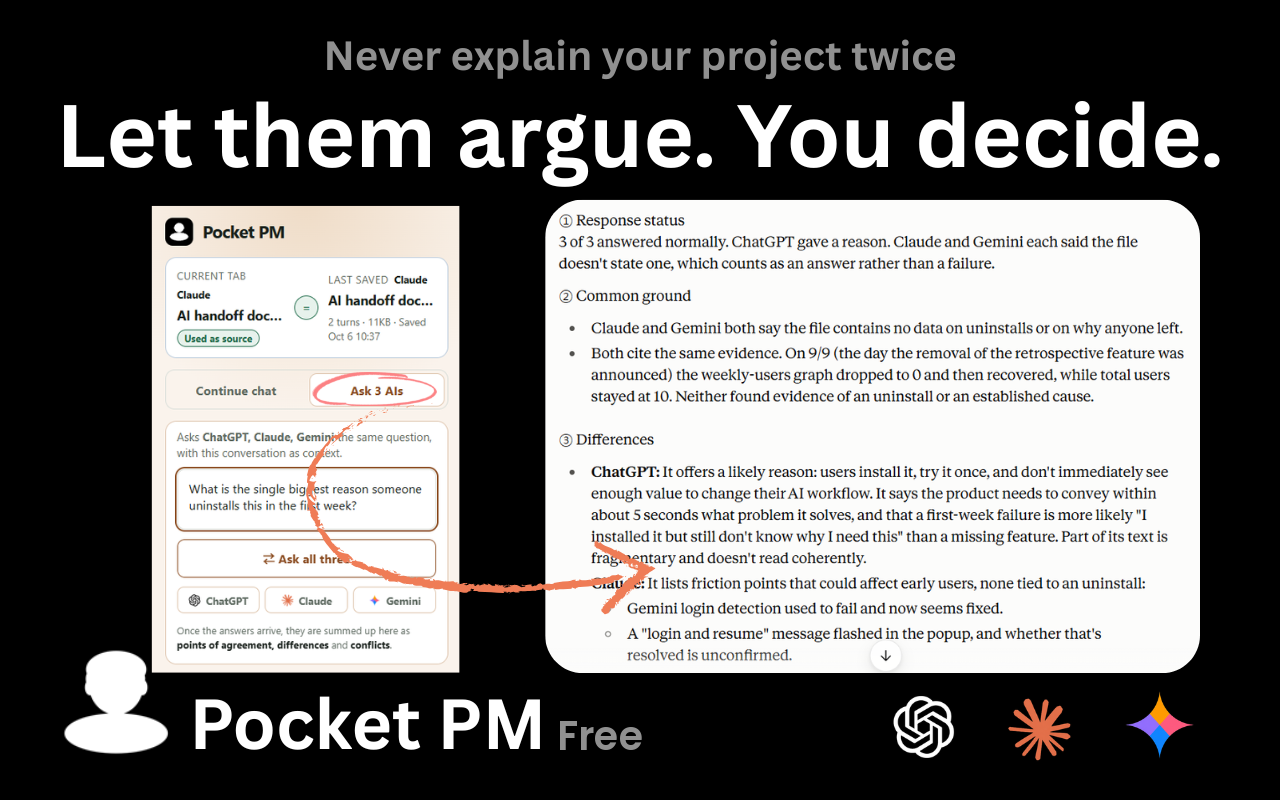 Never explain your project twice
Let them argue. You decide.
Pocket PM
CURRENT TAB
Claude
AI handoff doc...
Used as source
=
LAST SAVED Claude
AI handoff doc...
2 turns · 11KB · Saved
Oct 6 10:37
Continue chat
Ask 3 AIs
Asks ChatGPT, Claude, Gemini the same question,
with this conversation as context.
What is the single biggest reason someone
uninstalls this in the first week?
⇄ Ask all three
ChatGPT
Claude
Gemini
Once the answers arrive, they are summed up here as
points of agreement, differences and conflicts.
① Response status
3 of 3 answered normally. ChatGPT gave a reason. Claude and Gemini each said the file
doesn't state one, which counts as an answer rather than a failure.
② Common ground
• Claude and Gemini both say the file contains no data on uninstalls or on why anyone left.
• Both cite the same evidence. On 9/9 (the day the removal of the retrospective feature was
announced) the weekly-users graph dropped to 0 and then recovered, while total users
stayed at 10. Neither found evidence of an uninstall or an established cause.
③ Differences
• ChatGPT: It offers a likely reason: users install it, try it once, and don't immediately see
enough value to change their AI workflow. It says the product needs to convey within
about 5 seconds what problem it solves, and that a first-week failure is more likely "I
installed it but still don't know why I need this" than a missing feature. Part of its text is
fragmentary and doesn't read coherently.
Claude: It lists friction points that could affect early users, none tied to an uninstall:
Gemini login detection used to fail and now seems fixed.
○ A "login and resume" message flashed in the popup, and whether that's
resolved is unconfirmed.
Pocket PM Free